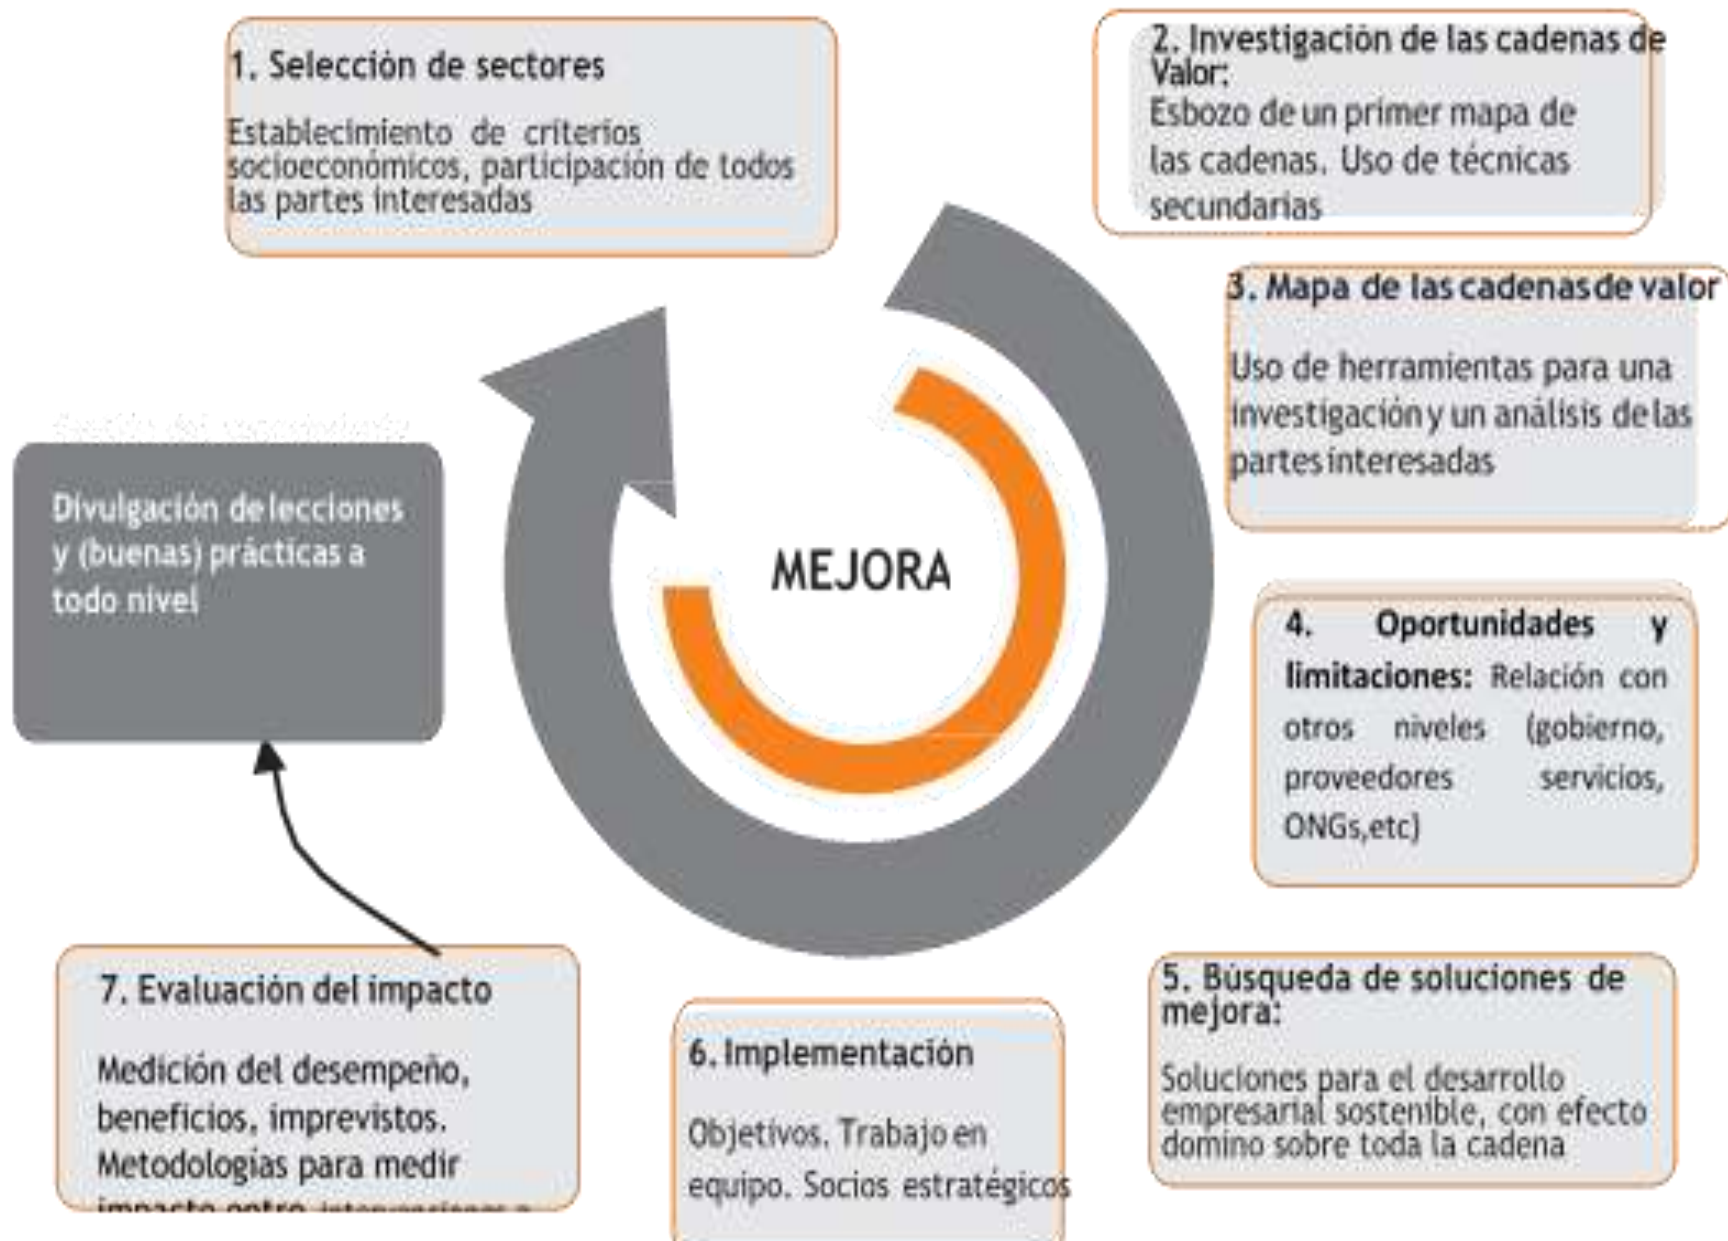 1. Selección de sectores
Establecimiento de criterios
socioeconómicos, participación de todos
las partes interesadas
2. Investigación de las cadenas de
Valor:
Esbozo de un primer mapa de
las cadenas. Uso de técnicas
secundarias
3. Mapa de las cadenas de valor
Uso de herramientas para una
investigación y un análisis de las
partes interesadas
4. Oportunidades y
limitaciones: Relación con
otros niveles (gobierno,
proveedores servicios,
ONGs,etc)
5. Búsqueda de soluciones de
mejora:
Soluciones para el desarrollo
empresarial sostenible, con efecto
domino sobre toda la cadena
6. Implementación
Objetivos. Trabajo en
equipo. Socios estratégicos
7. Evaluación del impacto
Medición del desempeño,
beneficios, imprevistos.
Metodologías para medir
impacto entre intervenciones a
Divulgación de lecciones
y (buenas) prácticas a
todo nivel
MEJORA